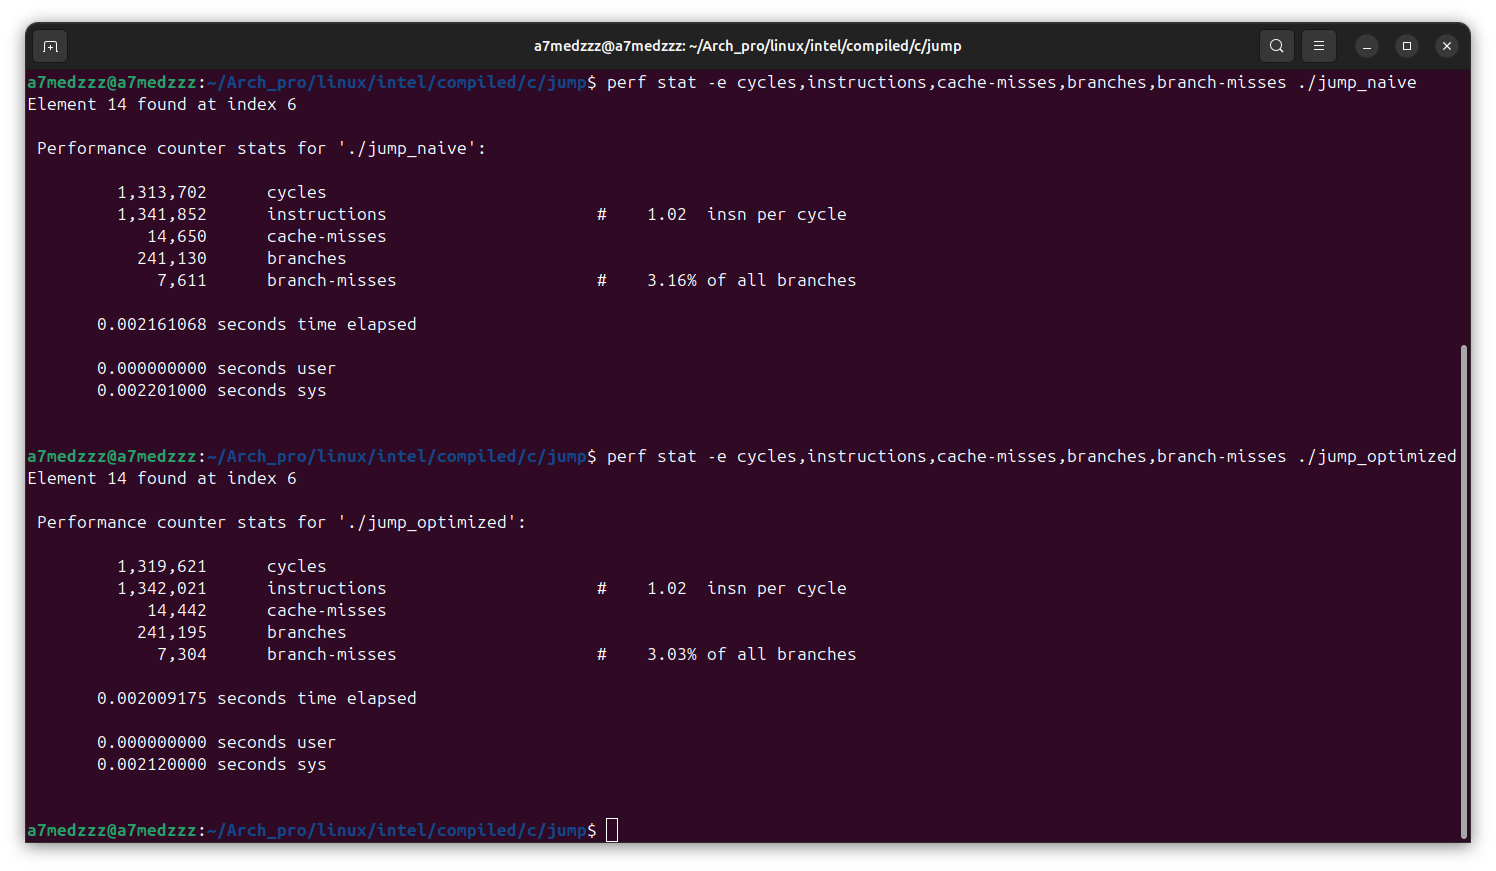 a7medzzz@a7medzzz: ~/Arch_pro/linux/intel/compiled/c/jump
a7medzzz@a7medzzz:~/Arch_pro/linux/intel/compiled/c/jump$ perf stat -e cycles,instructions,cache-misses,branches,branch-misses ./jump_naive
Element 14 found at index 6
Performance counter stats for './jump_naive':
1,313,702 cycles
1,341,852 instructions # 1.02 insn per cycle
14,650 cache-misses
241,130 branches
7,611 branch-misses # 3.16% of all branches
0.002161068 seconds time elapsed
0.000000000 seconds user
0.002201000 seconds sys
a7medzzz@a7medzzz:~/Arch_pro/linux/intel/compiled/c/jump$ perf stat -e cycles,instructions,cache-misses,branches,branch-misses ./jump_optimized
Element 14 found at index 6
Performance counter stats for './jump_optimized':
1,319,621 cycles
1,342,021 instructions # 1.02 insn per cycle
14,442 cache-misses
241,195 branches
7,304 branch-misses # 3.03% of all branches
0.002009175 seconds time elapsed
0.000000000 seconds user
0.002120000 seconds sys
a7medzzz@a7medzzz:~/Arch_pro/linux/intel/compiled/c/jump$